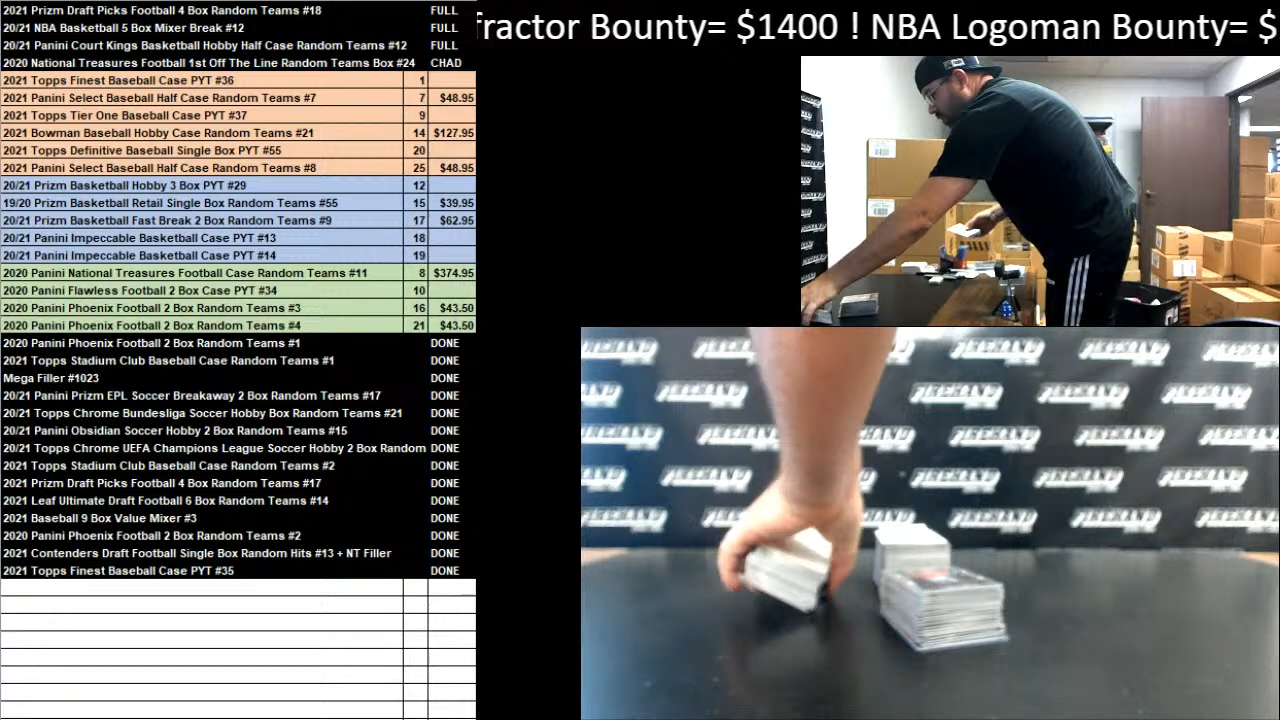 2021 Prizm Draft Picks Football 4 Box Random Teams #18 FULL
20/21 NBA Basketball 5 Box Mixer Break #12 FULL
20/21 Panini Court Kings Basketball Hobby Half Case Random Teams #12 FULL
2020 National Treasures Football 1st Off The Line Random Teams Box #24 CHAD
2021 Topps Finest Baseball Case PYT #36 1
2021 Panini Select Baseball Half Case Random Teams #7 7 $48.95
2021 Topps Tier One Baseball Case PYT #37 9
2021 Bowman Baseball Hobby Case Random Teams #21 14 $127.95
2021 Topps Definitive Baseball Single Box PYT #55 20
2021 Panini Select Baseball Half Case Random Teams #8 25 $48.95
20/21 Prizm Basketball Hobby 3 Box PYT #29 12
19/20 Prizm Basketball Retail Single Box Random Teams #55 15 $39.95
20/21 Prizm Basketball Fast Break 2 Box Random Teams #9 17 $62.95
20/21 Panini Impeccable Basketball Case PYT #13 18
20/21 Panini Impeccable Basketball Case PYT #14 19
2020 Panini National Treasures Football Case Random Teams #11 8 $374.95
2020 Panini Flawless Football 2 Box Case PYT #34 10
2020 Panini Phoenix Football 2 Box Random Teams #3 16 $43.50
2020 Panini Phoenix Football 2 Box Random Teams #4 21 $43.50
2020 Panini Phoenix Football 2 Box Random Teams #1 DONE
2021 Topps Stadium Club Baseball Case Random Teams #1 DONE
Mega Filler #1023 DONE
20/21 Panini Prizm EPL Soccer Breakaway 2 Box Random Teams #17 DONE
20/21 Topps Chrome Bundesliga Soccer Hobby Box Random Teams #21 DONE
20/21 Panini Obsidian Soccer Hobby 2 Box Random Teams #15 DONE
20/21 Topps Chrome UEFA Champions League Soccer Hobby 2 Box Random DONE
2021 Topps Stadium Club Baseball Case Random Teams #2 DONE
2021 Prizm Draft Picks Football 4 Box Random Teams #17 DONE
2021 Leaf Ultimate Draft Football 6 Box Random Teams #14 DONE
2021 Baseball 9 Box Value Mixer #3 DONE
2020 Panini Phoenix Football 2 Box Random Teams #2 DONE
2021 Contenders Draft Football Single Box Random Hits #13 + NT Filler DONE
2021 Topps Finest Baseball Case PYT #35 DONE
fractor Bounty= $1400 ! NBA Logoman Bounty= $